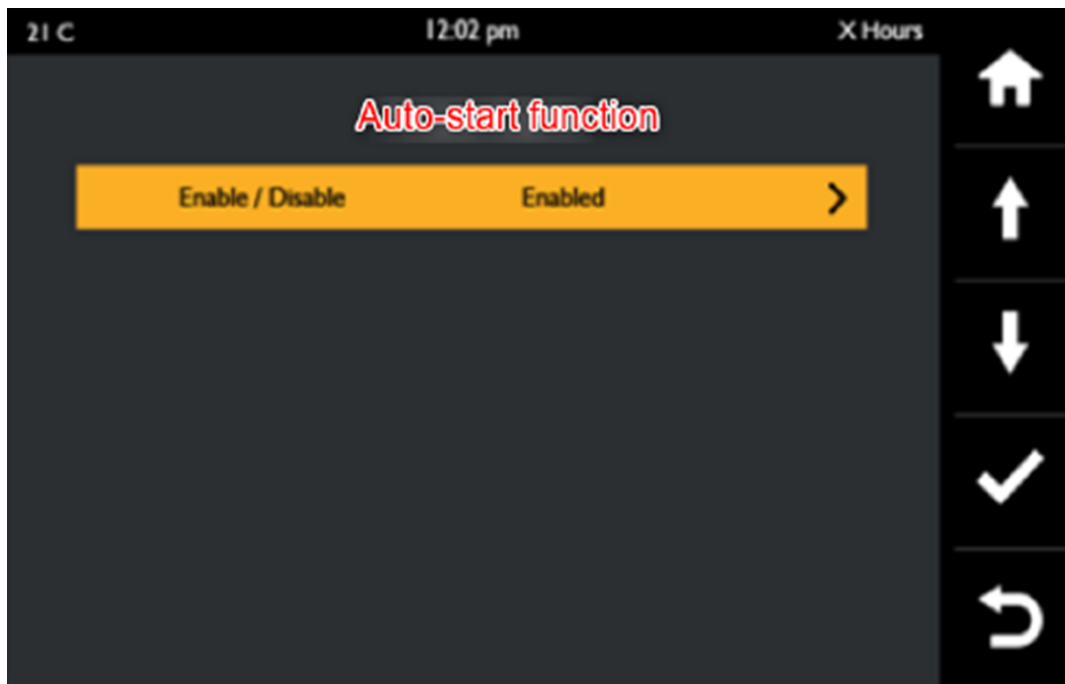 21 C 12:02 pm X Hours
Auto-start function
Enable / Disable Enabled